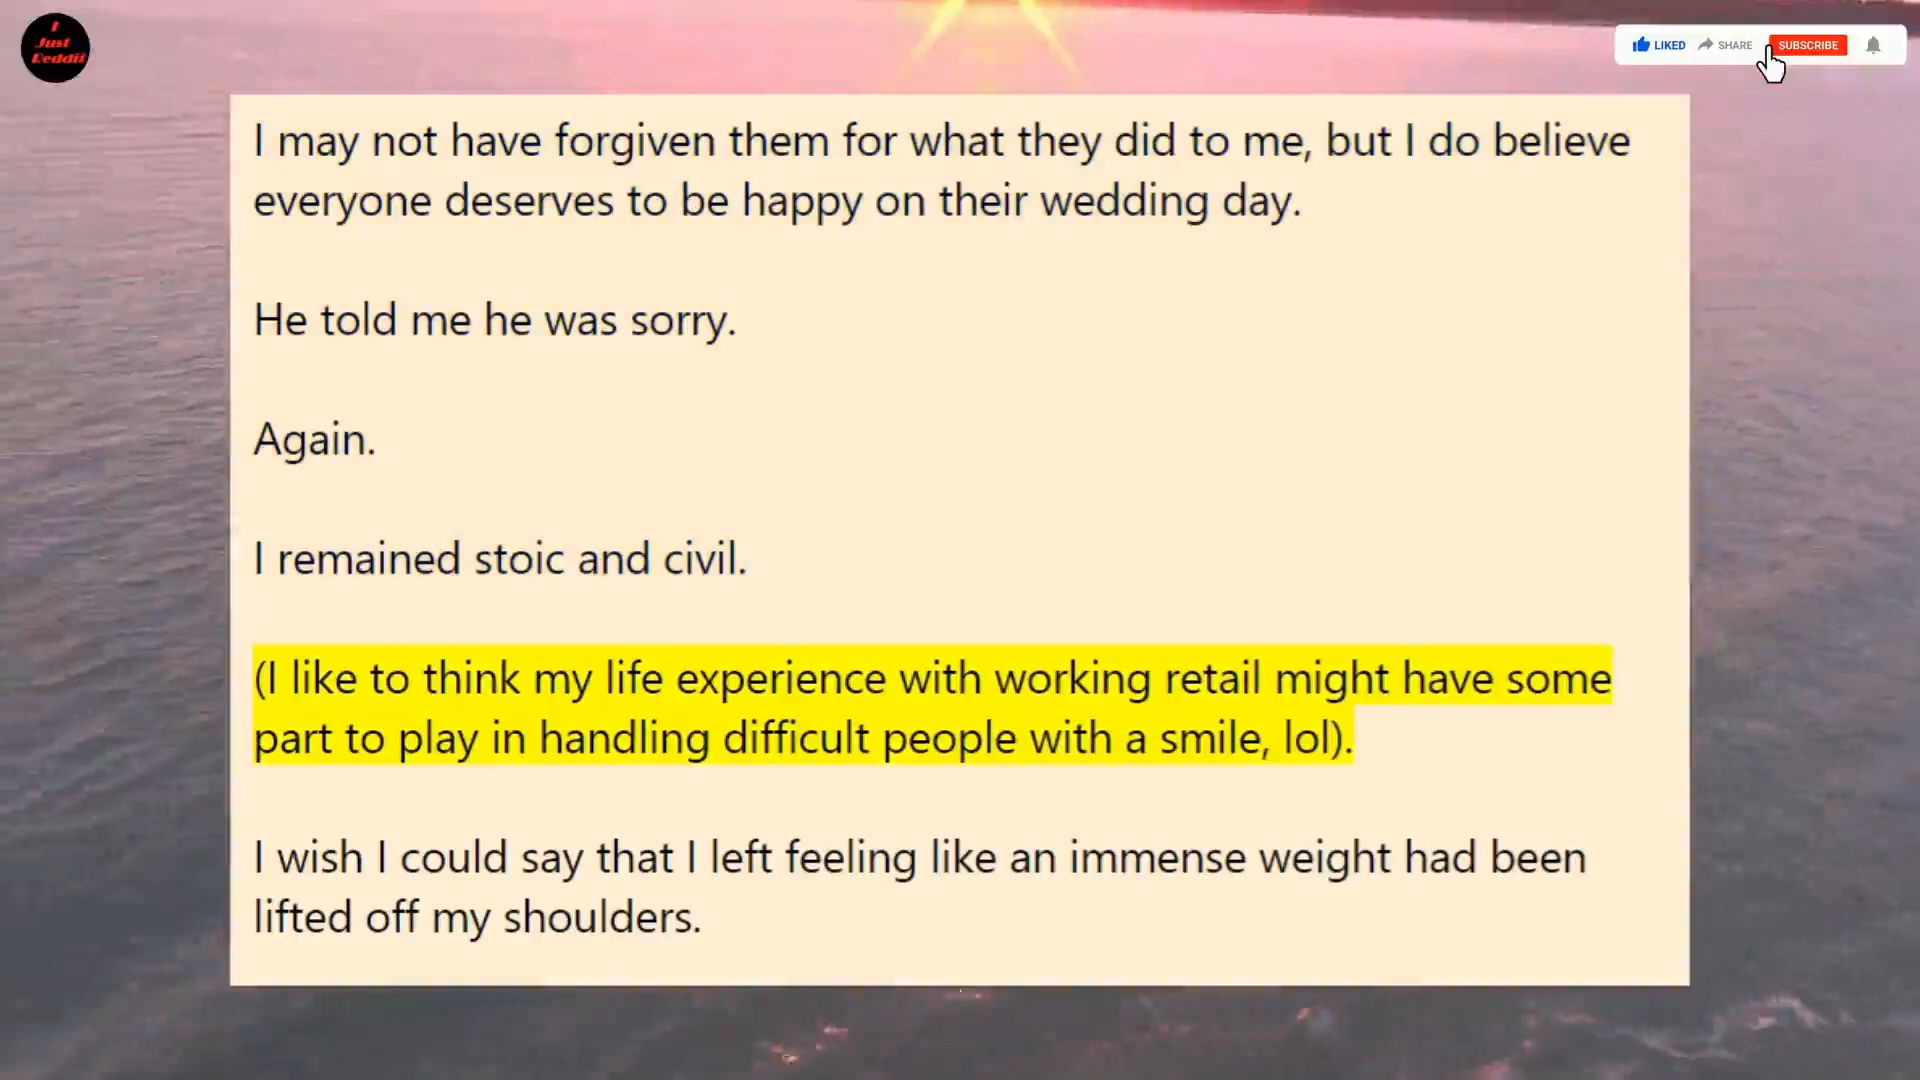 I
Just
Reddit
LIKED SHARE SUBSCRIBE
I may not have forgiven them for what they did to me, but I do believe
everyone deserves to be happy on their wedding day.
He told me he was sorry.
Again.
I remained stoic and civil.
(I like to think my life experience with working retail might have some
part to play in handling difficult people with a smile, lol).
I wish I could say that I left feeling like an immense weight had been
lifted off my shoulders.